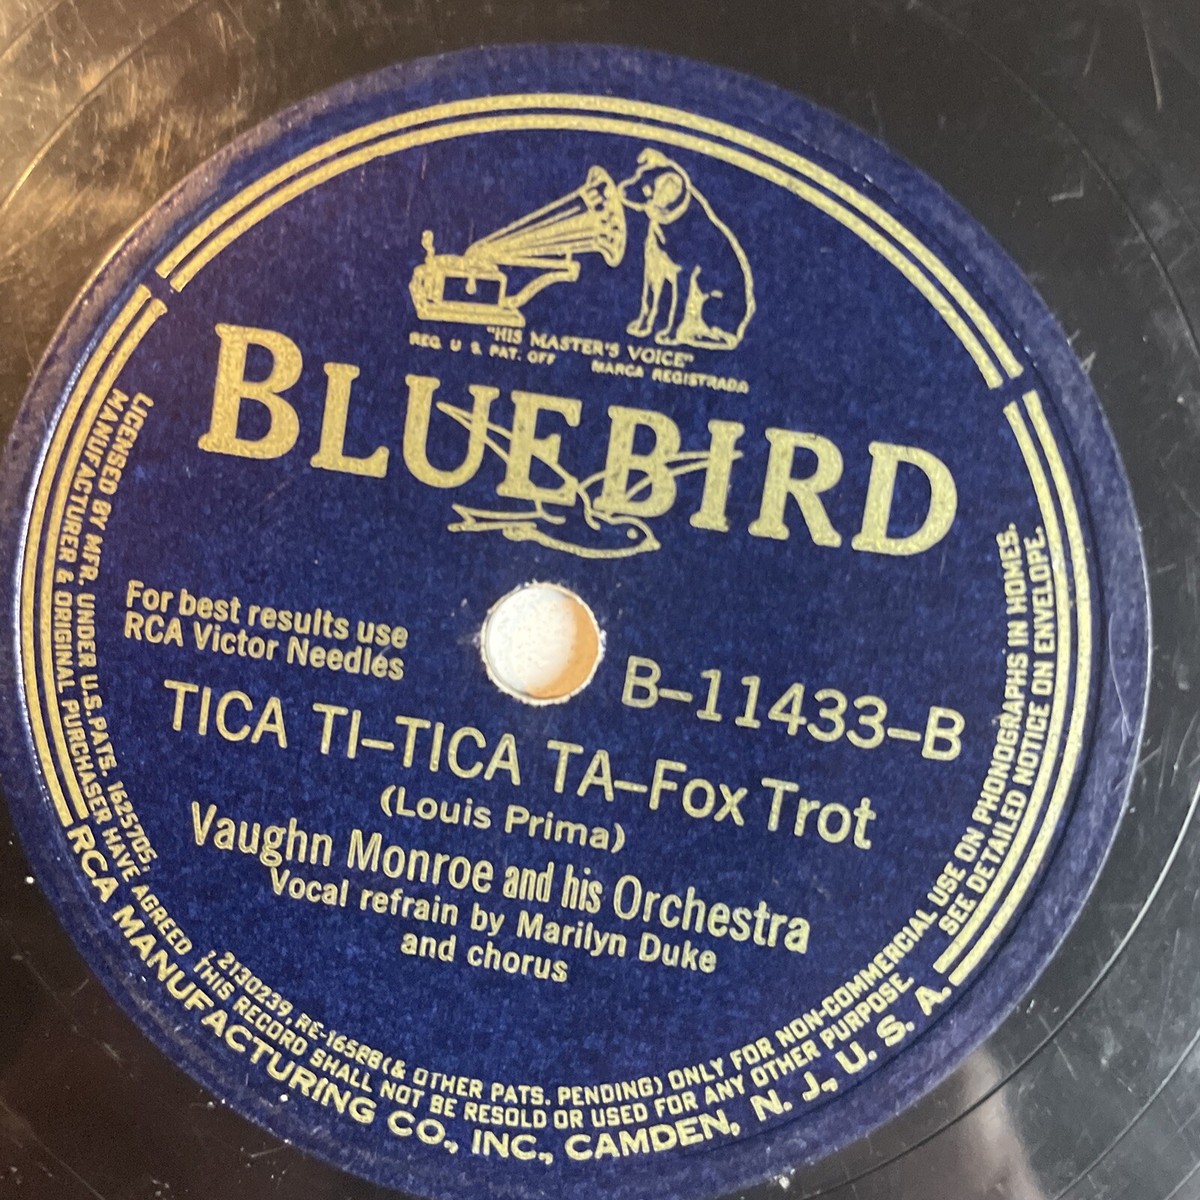 "HIS MASTER'S VOICE"
REG. U S. PAT. OFF MARCA REGISTRADA
BLUEBIRD
For best results use
RCA Victor Needles
B-11433-B
TICA TI-TICA TA-Fox Trot
(Louis Prima)
Vaughn Monroe and his Orchestra
Vocal refrain by Marilyn Duke
and chorus
LICENSED BY MFR. UNDER U.S. PATS. 1625705, 2130239, RE-16588 (& OTHER PATS. PENDING) ONLY FOR NON-COMMERCIAL USE ON PHONOGRAPHS IN HOMES.
MANUFACTURER & ORIGINAL PURCHASER HAVE AGREED THIS RECORD SHALL NOT BE RESOLD OR USED FOR ANY OTHER PURPOSE. SEE DETAILED NOTICE ON ENVELOPE.
RCA MANUFACTURING CO., INC., CAMDEN, N. J., U. S. A.